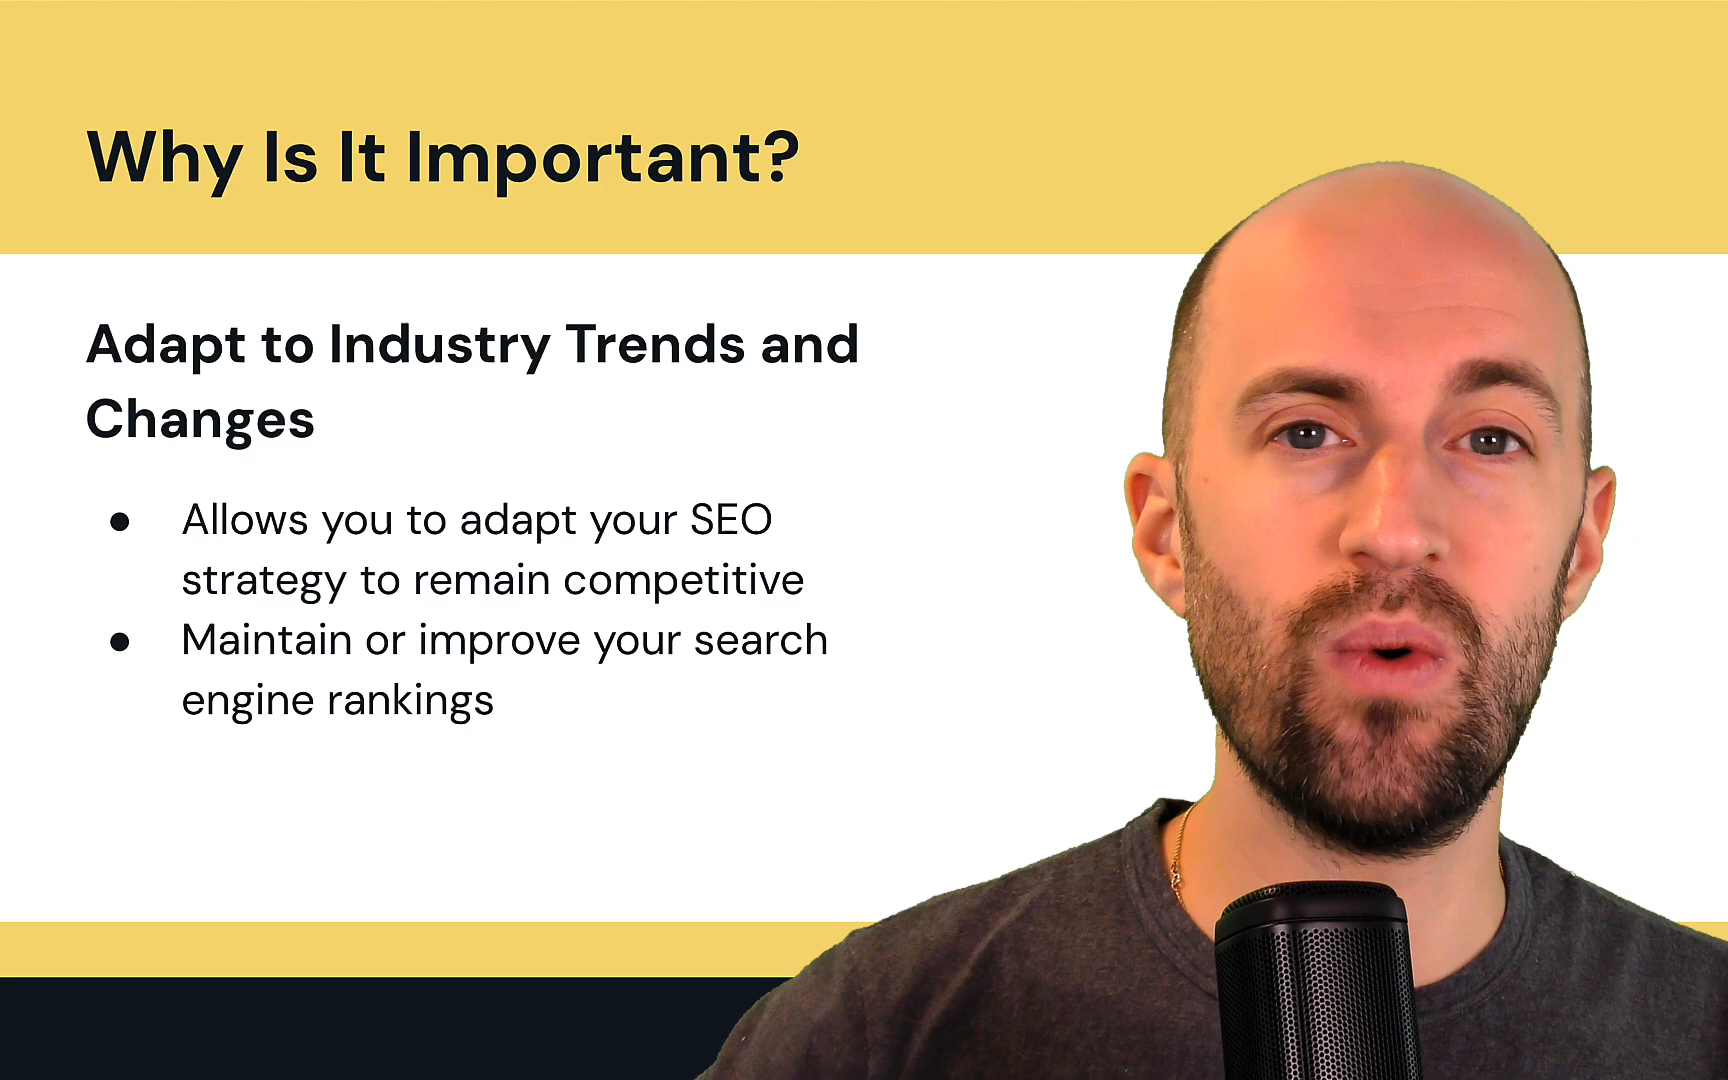 Why Is It Important?
Adapt to Industry Trends and
Changes
● Allows you to adapt your SEO
strategy to remain competitive
● Maintain or improve your search
engine rankings